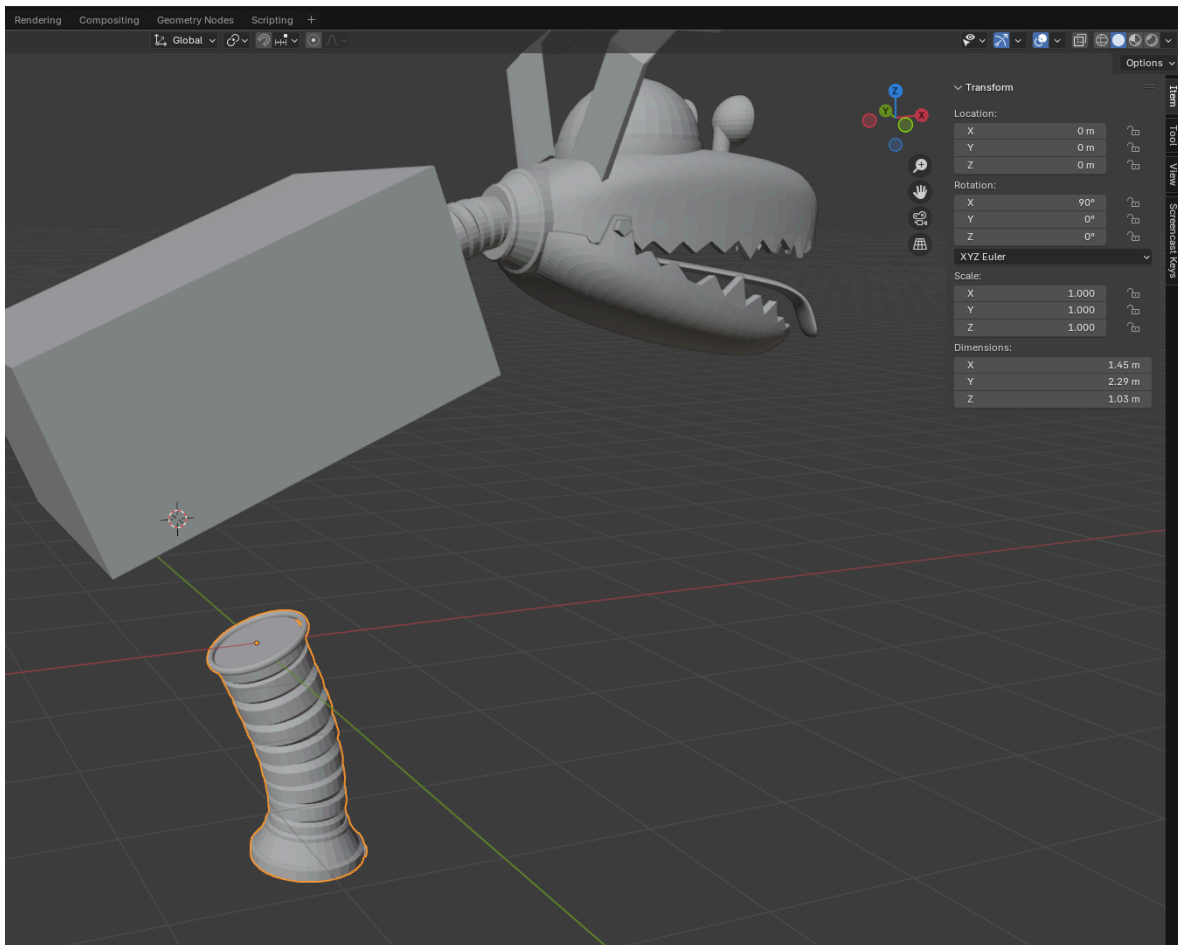 Rendering Compositing Geometry Nodes Scripting +
Global
Options
Z
Y
X
Transform
Location:
X 0 m
Y 0 m
Z 0 m
Rotation:
X 90°
Y 0°
Z 0°
XYZ Euler
Scale:
X 1.000
Y 1.000
Z 1.000
Dimensions:
X 1.45 m
Y 2.29 m
Z 1.03 m
Item
Tool
View
Screencast Keys